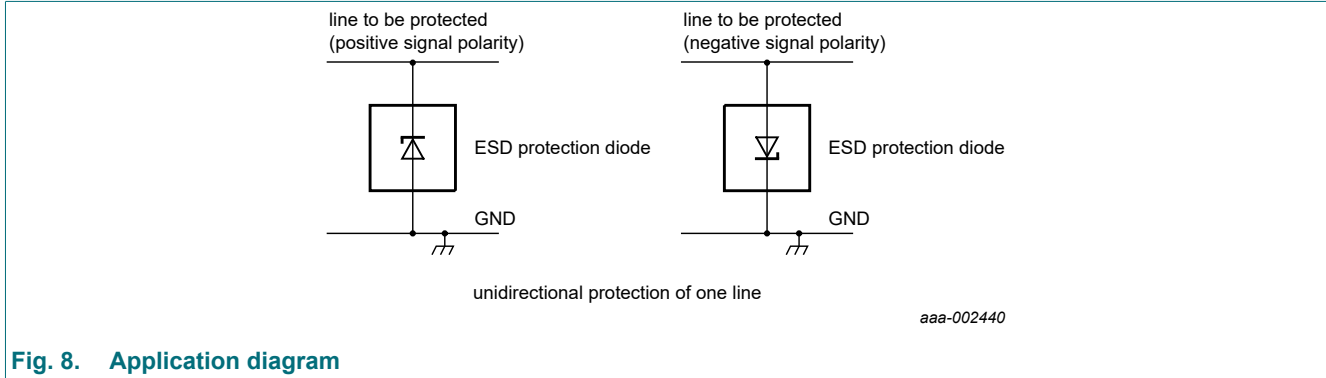 line to be protected
(positive signal polarity)
line to be protected
(negative signal polarity)
ESD protection diode
ESD protection diode
GND
GND
unidirectional protection of one line
aaa-002440
Fig. 8. Application diagram